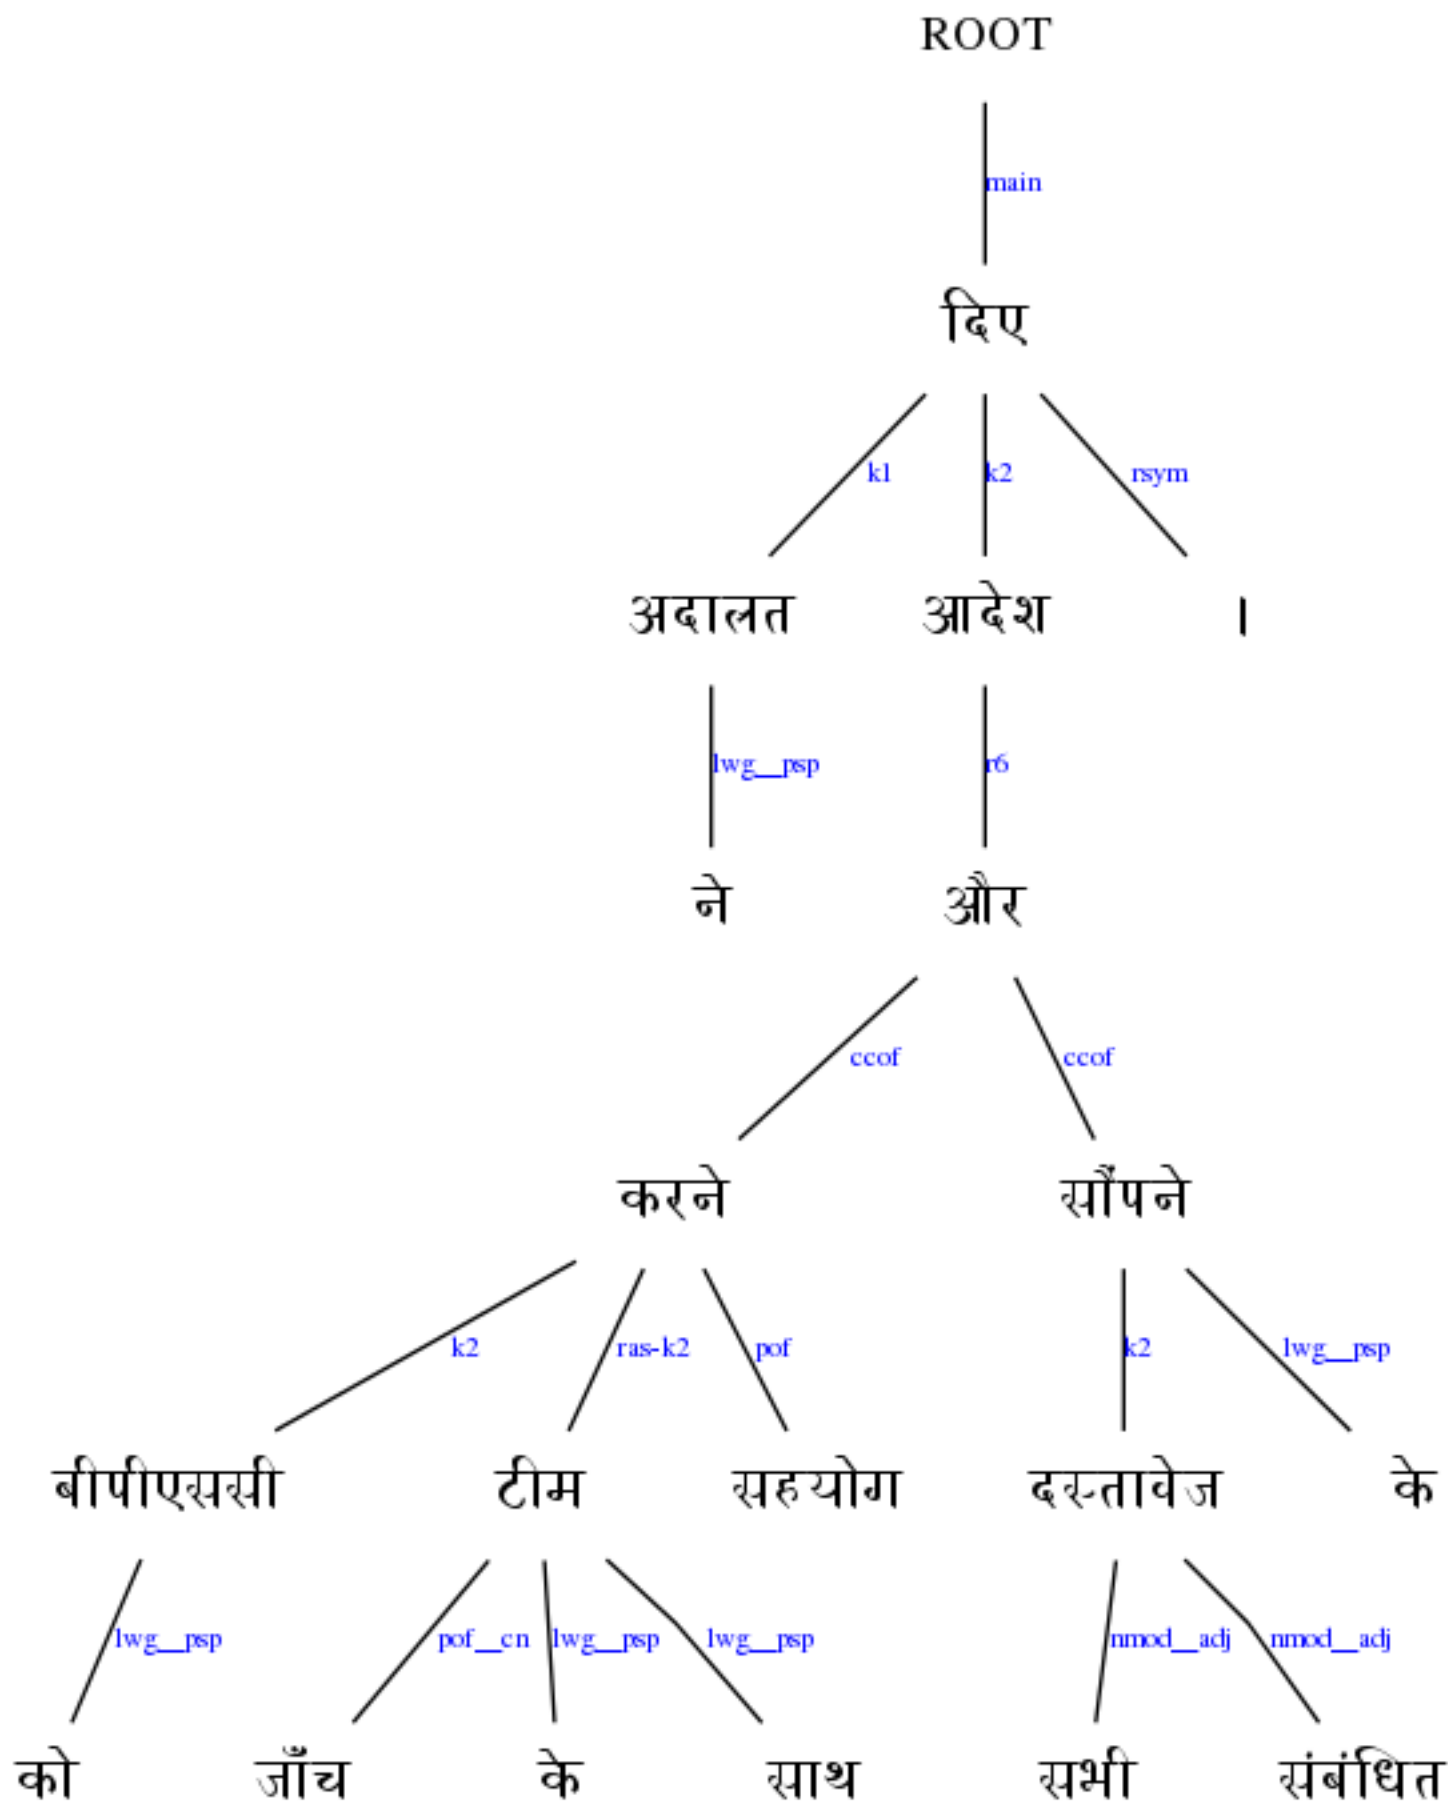 ROOT
main
दिए
k1 k2 rsym
अदालत आदेश ।
lwg__psp r6
ने और
ccof ccof
करने सौंपने
k2 ras-k2 pof k2 lwg__psp
बीपीएससी टीम सहयोग दस्तावेज के
lwg__psp pof__cn lwg__psp lwg__psp nmod__adj nmod__adj
को जाँच के साथ सभी संबंधित